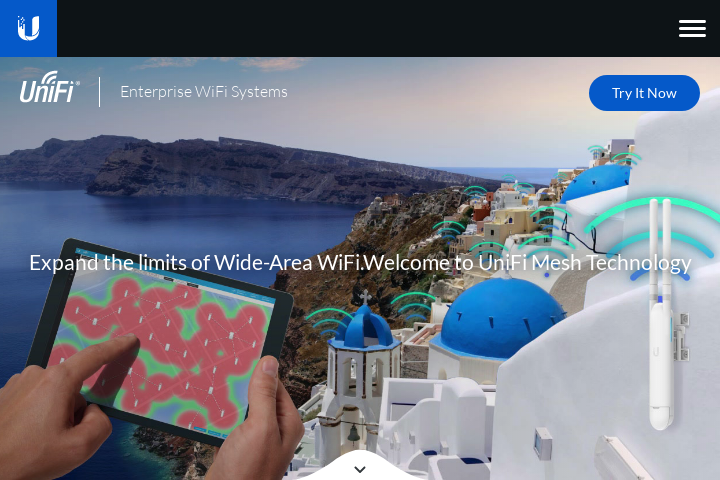 UniFi®
Enterprise WiFi Systems
Try It Now
Expand the limits of Wide-Area WiFi.Welcome to UniFi Mesh Technology